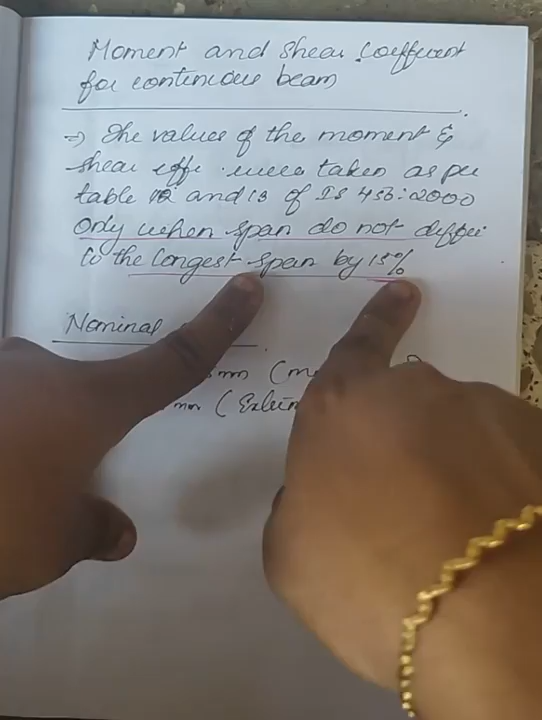 Moment and shear coefficient
for continuous beam
→ The values of the moment &
shear were taken as per
table 12 and 13 of IS 456:2000
Only when span do not differ
to the longest span by 15%
Nominal
mm
mm